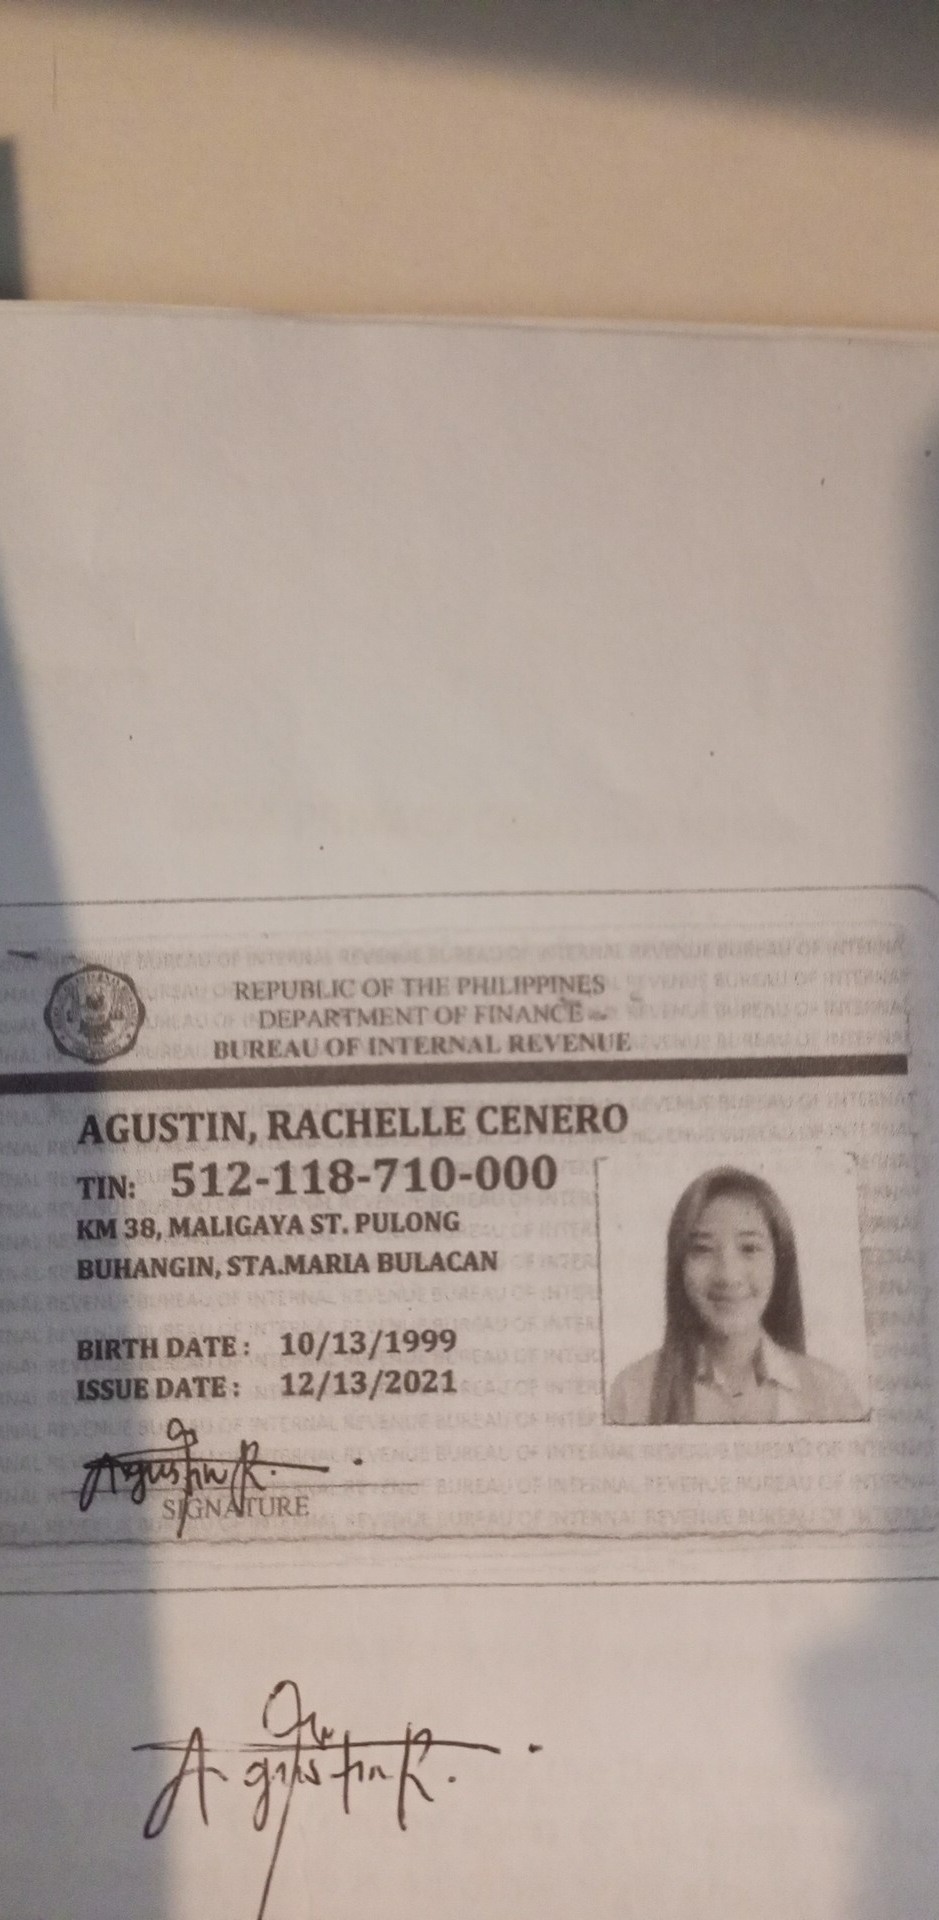 REPUBLIC OF THE PHILIPPINES
DEPARTMENT OF FINANCE
BUREAU OF INTERNAL REVENUE
AGUSTIN, RACHELLE CENERO
TIN: 512-118-710-000
KM 38, MALIGAYA ST. PULONG
BUHANGIN, STA.MARIA BULACAN
BIRTH DATE : 10/13/1999
ISSUE DATE : 12/13/2021
Agustin R.
SIGNATURE
Agustin R.